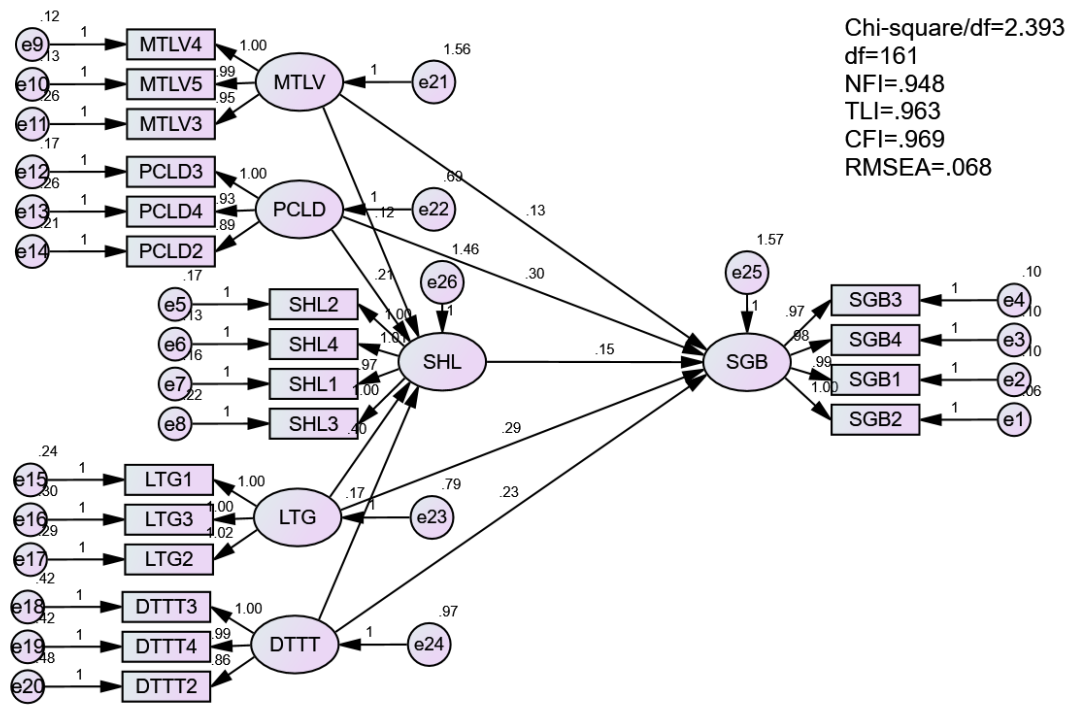 Chi-square/df=2.393
df=161
NFI=.948
TLI=.963
CFI=.969
RMSEA=.068
.12
e9 1 MTLV4 1.00
.13
e10 1 MTLV5 .99
.26
e11 1 MTLV3 .95
MTLV 1 e21 1.56
.17
e12 1 PCLD3 1.00
.26
e13 1 PCLD4 .93
.21
e14 1 PCLD2 .89
PCLD 1 e22 .69
.12
.13
.21
.30
1.46
e26
1
1.57
e25
1
.17
e5 1 SHL2 1.00
.13
e6 1 SHL4 1.01
.16
e7 1 SHL1 .97
.22
e8 1 SHL3 1.00
SHL .15 SGB
.10
.97 SGB3 1 e4
.10
.98 SGB4 1 e3
.10
.99 SGB1 1 e2
.06
1.00 SGB2 1 e1
.40
.29
.17
.23
.24
e15 1 LTG1 1.00
.30
e16 1 LTG3 1.00
.29
e17 1 LTG2 1.02
LTG 1 e23 .79
.42
e18 1 DTTT3 1.00
.42
e19 1 DTTT4 .99
.48
e20 1 DTTT2 .86
DTTT 1 e24 .97